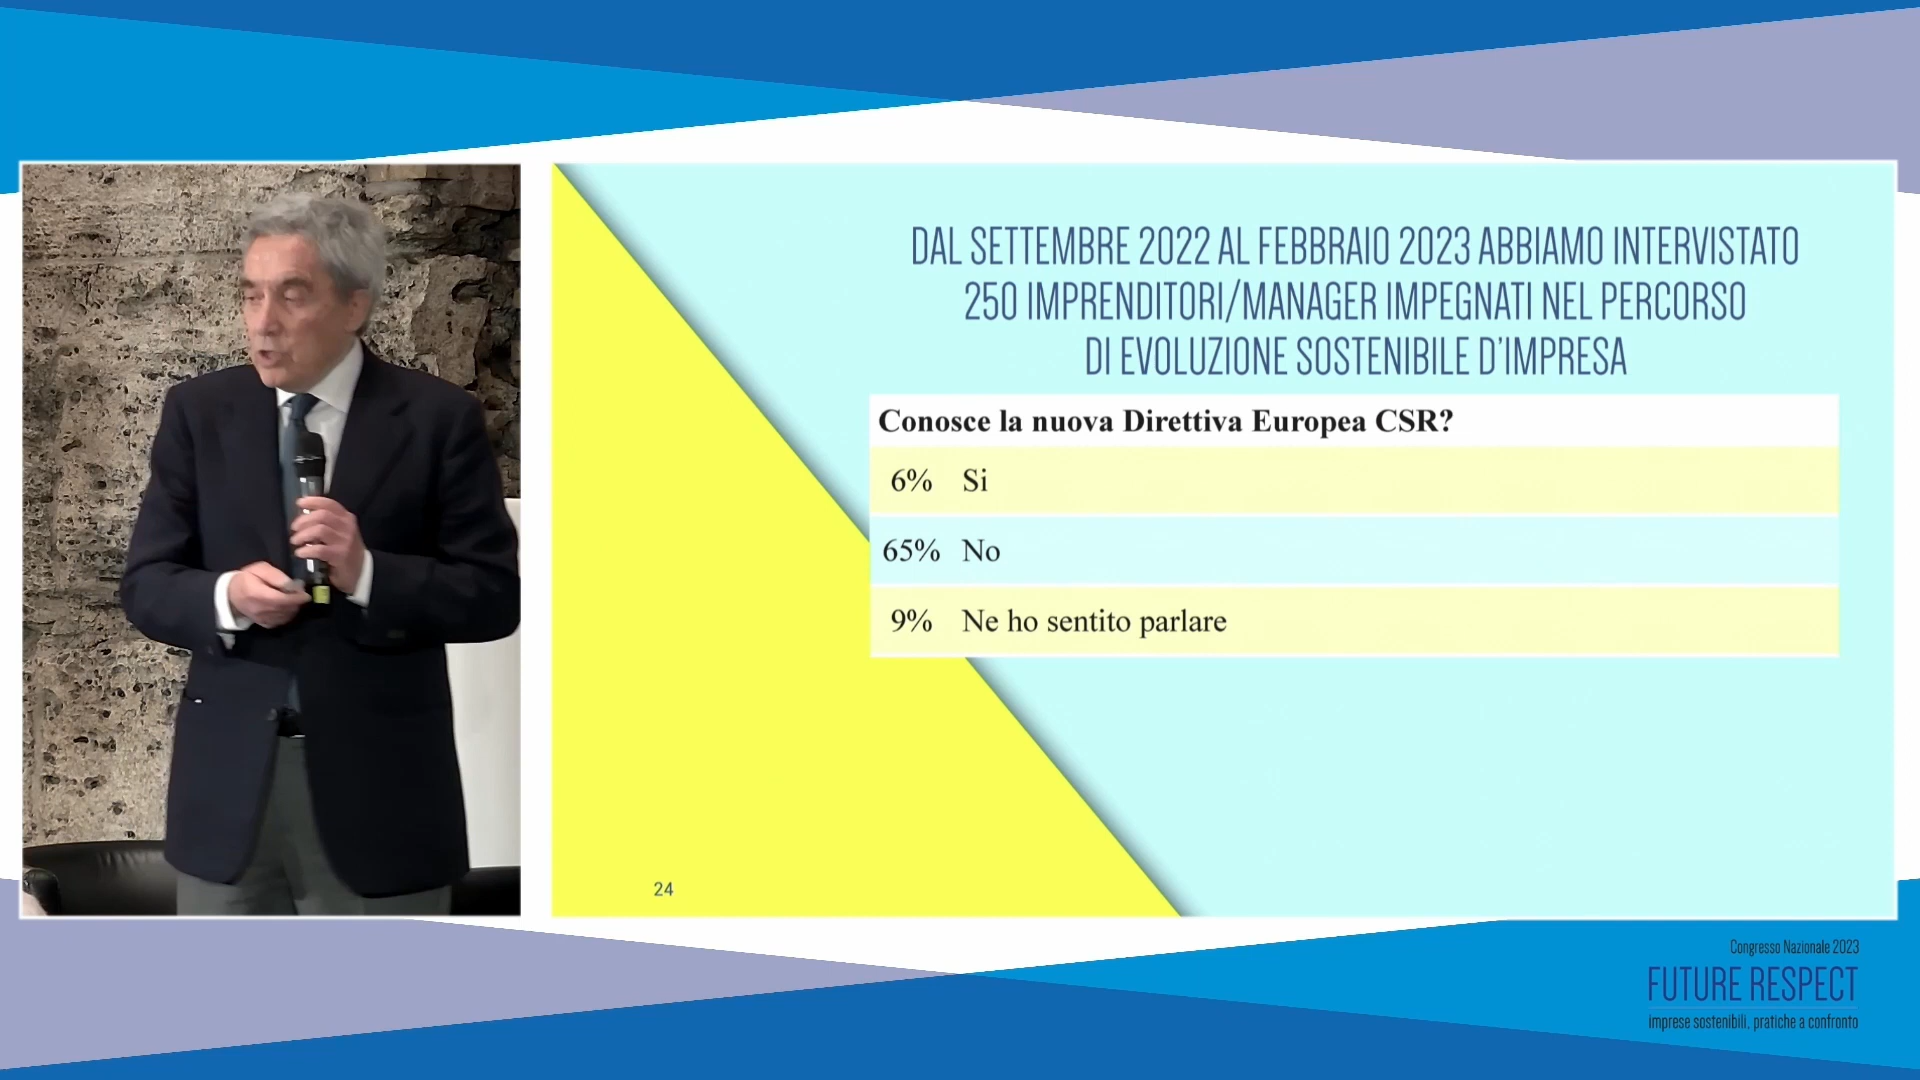 DAL SETTEMBRE 2022 AL FEBBRAIO 2023 ABBIAMO INTERVISTATO
250 IMPRENDITORI/MANAGER IMPEGNATI NEL PERCORSO
DI EVOLUZIONE SOSTENIBILE D'IMPRESA
Conosce la nuova Direttiva Europea CSR?
6% Si
65% No
9% Ne ho sentito parlare
24
Congresso Nazionale 2023
FUTURE RESPECT
imprese sostenibili, pratiche a confronto